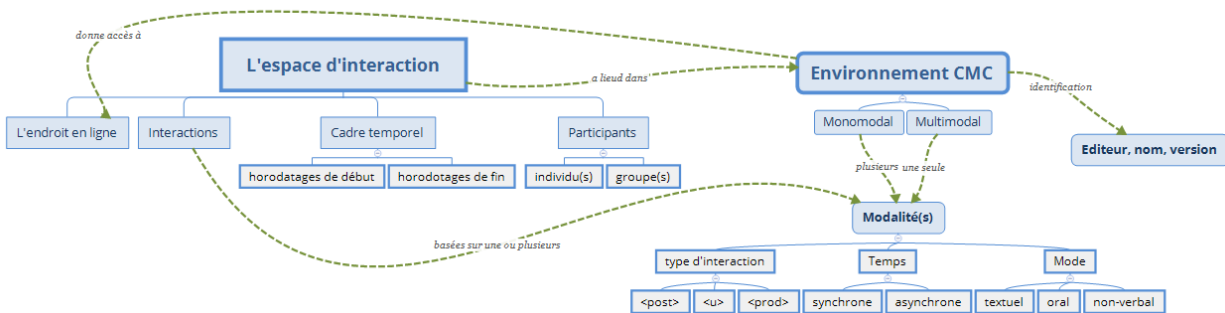 donne accès à
L'espace d'interaction
a lieud dans'
Environnement CMC
identification
L'endroit en ligne
Interactions
Cadre temporel
Participants
Monomodal
Multimodal
Editeur, nom, version
horodatages de début
horodotages de fin
individu(s)
groupe(s)
plusieurs
une seule
Modalité(s)
basées sur une ou plusieurs
type d'interaction
Temps
Mode
<post>
<u>
<prod>
synchrone
asynchrone
textuel
oral
non-verbal